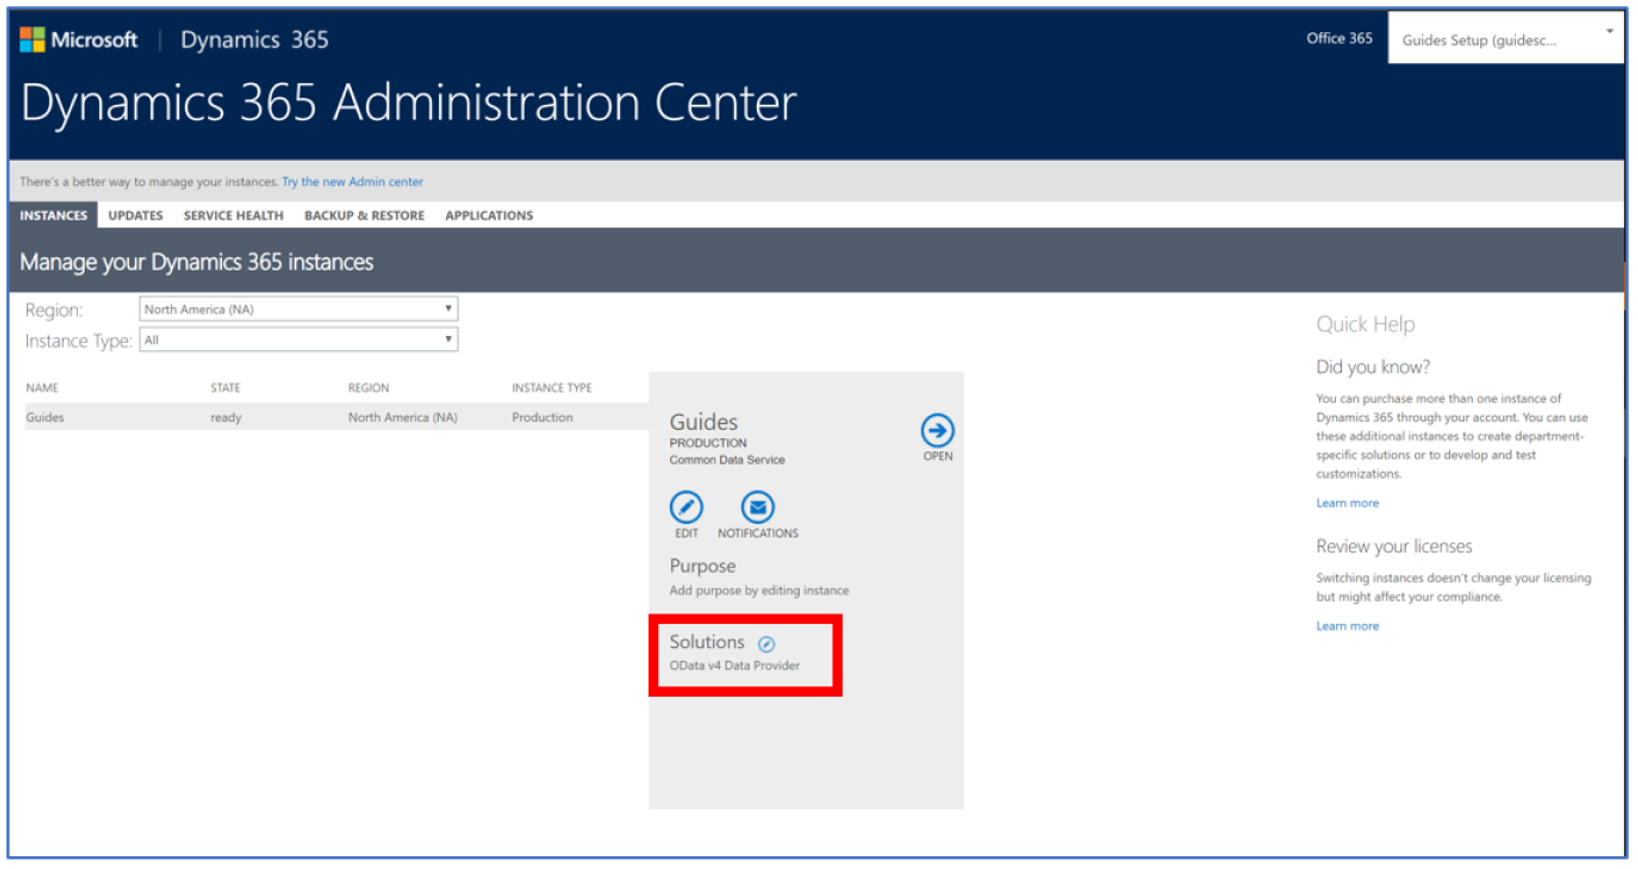 Microsoft | Dynamics 365
Office 365
Guides Setup (guidesc...
Dynamics 365 Administration Center
There's a better way to manage your instances. Try the new Admin center
INSTANCES UPDATES SERVICE HEALTH BACKUP & RESTORE APPLICATIONS
Manage your Dynamics 365 instances
Region: North America (NA)
Instance Type: All
NAME STATE REGION INSTANCE TYPE
Guides ready North America (NA) Production
Guides
PRODUCTION
Common Data Service
OPEN
EDIT NOTIFICATIONS
Purpose
Add purpose by editing instance
Solutions
OData v4 Data Provider
Quick Help
Did you know?
You can purchase more than one instance of
Dynamics 365 through your account. You can use
these additional instances to create department-
specific solutions or to develop and test
customizations.
Learn more
Review your licenses
Switching instances doesn't change your licensing
but might affect your compliance.
Learn more